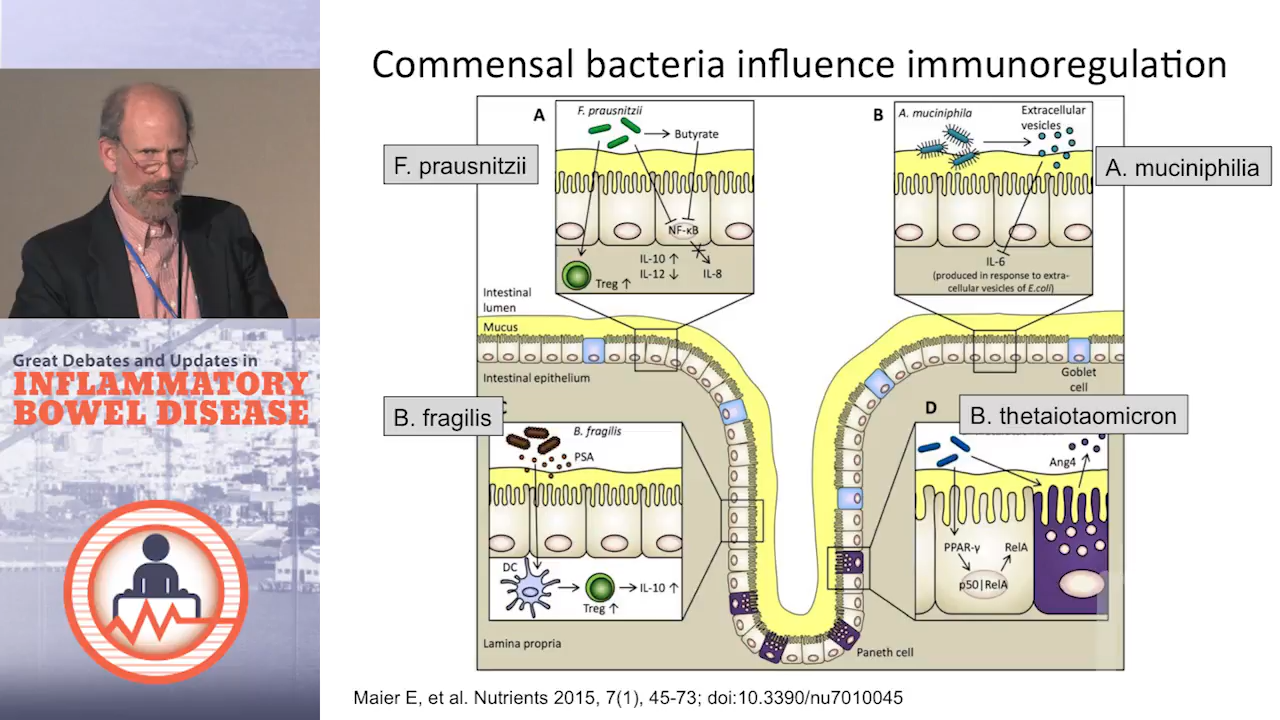 Commensal bacteria influence immunoregulation
A
F. prausnitzii
Butyrate
F. prausnitzii
NF-κB
IL-10 ↑
IL-12 ↓
IL-8
Treg ↑
B
A. muciniphila
Extracellular
vesicles
A. muciniphilia
IL-6
(produced in response to extra-
cellular vesicles of E.coli)
Intestinal
lumen
Mucus
Intestinal epithelium
Goblet
cell
Great Debates and Updates in
INFLAMMATORY
BOWEL DISEASE
B. fragilis
B. fragilis
PSA
DC
Treg ↑
IL-10 ↑
D
B. thetaiotaomicron
Ang4
PPAR-γ
RelA
p50|RelA
Lamina propria
Paneth cell
Maier E, et al. Nutrients 2015, 7(1), 45-73; doi:10.3390/nu7010045